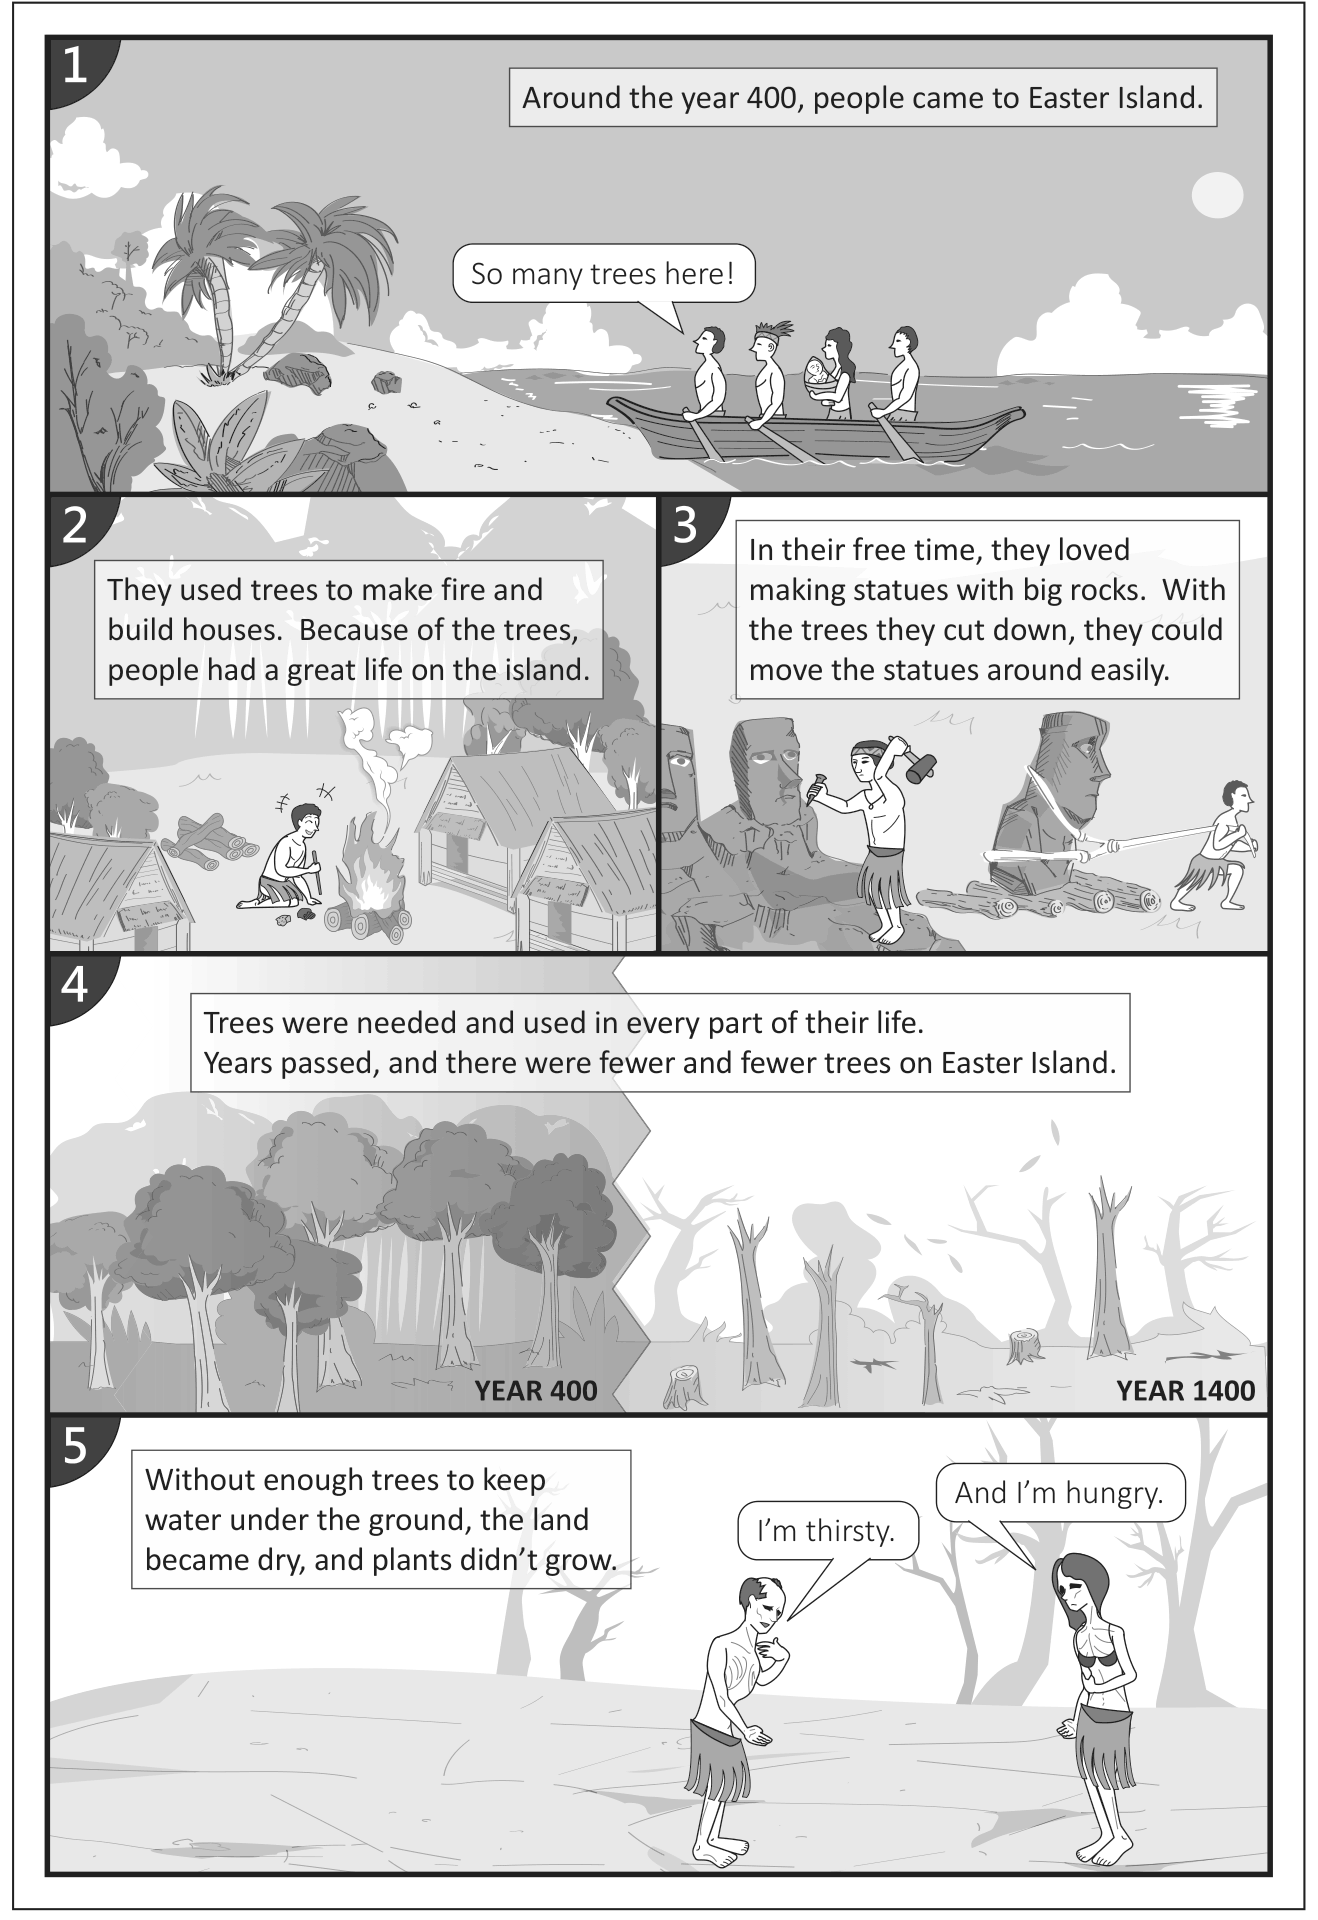 1
Around the year 400, people came to Easter Island.
So many trees here!
2
They used trees to make fire and
build houses.  Because of the trees,
people had a great life on the island.
3
In their free time, they loved
making statues with big rocks.  With
the trees they cut down, they could
move the statues around easily.
4
Trees were needed and used in every part of their life.
Years passed, and there were fewer and fewer trees on Easter Island.
YEAR 400
YEAR 1400
5
Without enough trees to keep
water under the ground, the land
became dry, and plants didn’t grow.
I’m thirsty.
And I’m hungry.